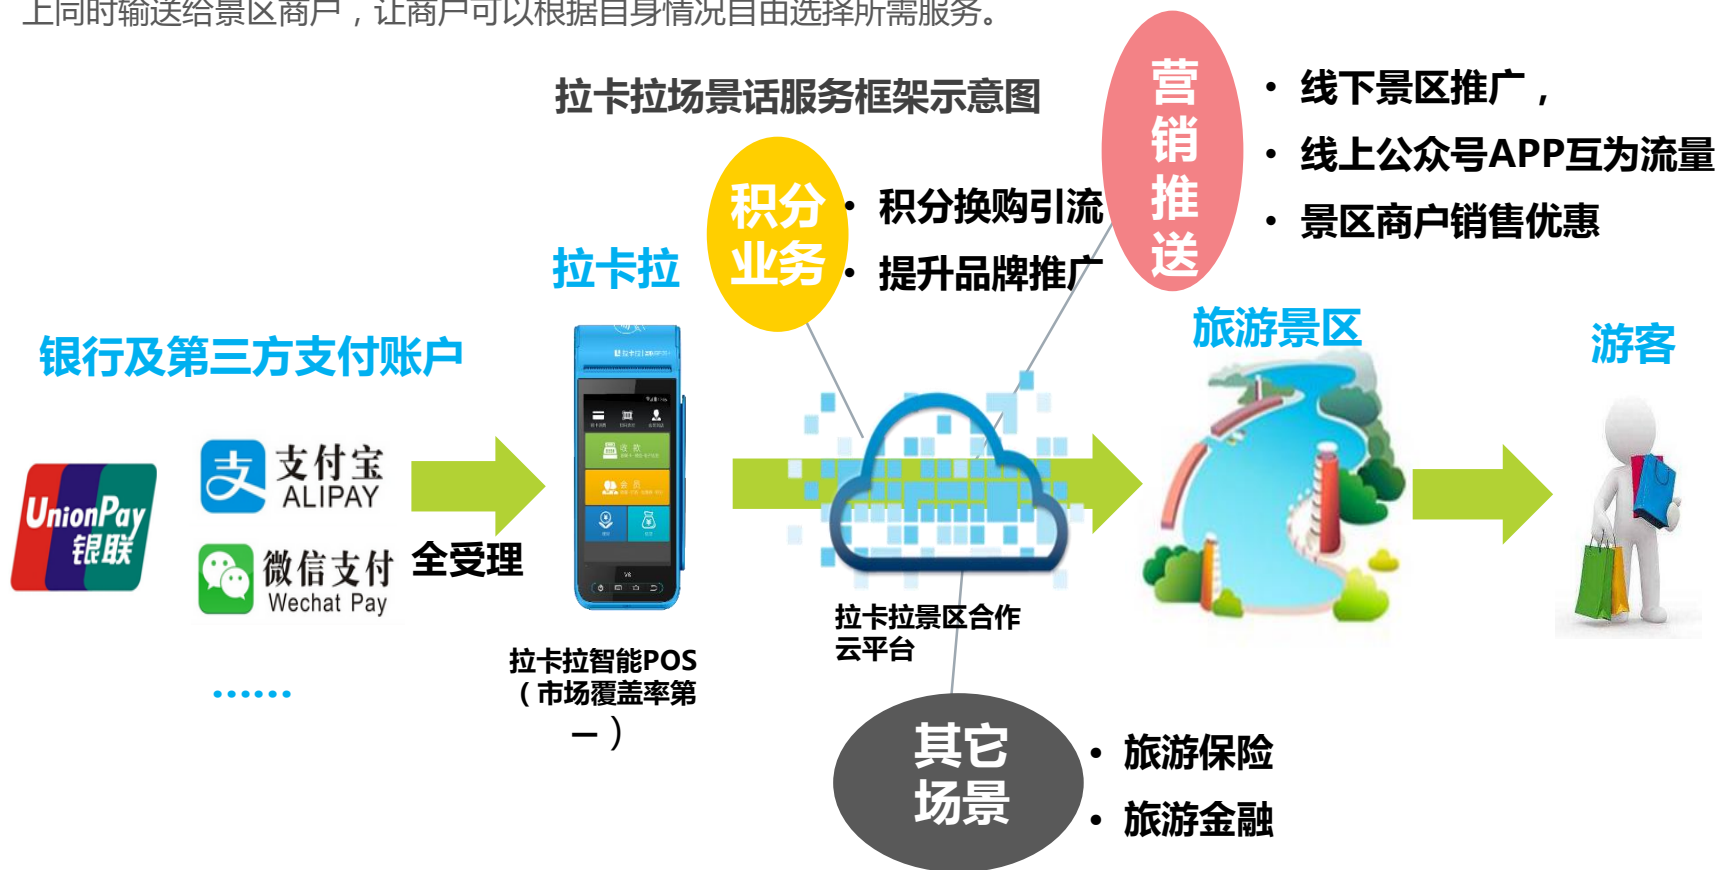 上同时输送给景区商户，让商户可以根据自身情况自由选择所需服务。
拉卡拉场景话服务框架示意图
营
销
推
送
• 线下景区推广，
• 线上公众号APP互为流量
• 景区商户销售优惠
积分
业务
• 积分换购引流
• 提升品牌推广
拉卡拉
银行及第三方支付账户
旅游景区
游客
UnionPay
银联
支付宝
ALIPAY
微信支付
Wechat Pay
全受理
拉卡拉
收 款
会 员
V8
……
拉卡拉智能POS
（市场覆盖率第
一）
拉卡拉景区合作
云平台
其它
场景
• 旅游保险
• 旅游金融